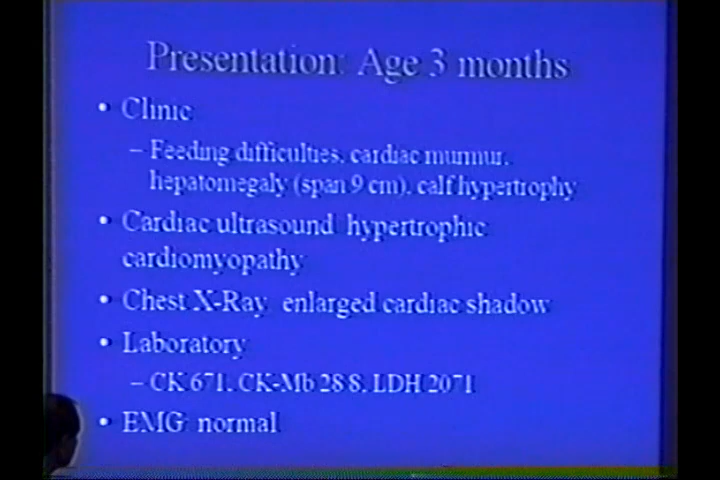 Presentation: Age 3 months
• Clinic
– Feeding difficulties, cardiac murmur,
hepatomegaly (span 9 cm), calf hypertrophy
• Cardiac ultrasound hypertrophic
cardiomyopathy
• Chest X-Ray enlarged cardiac shadow
• Laboratory
– CK 671, CK-Mb 28.8, LDH 2071
• EMG normal